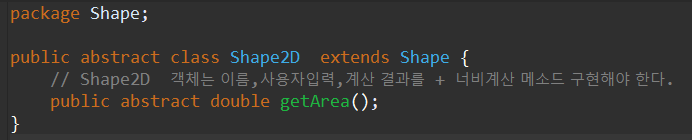 package Shape;
public abstract class Shape2D  extends Shape {
// Shape2D  객체는 이름,사용자입력,계산 결과를 + 너비계산 메소드 구현해야 한다.
public abstract double getArea();
}